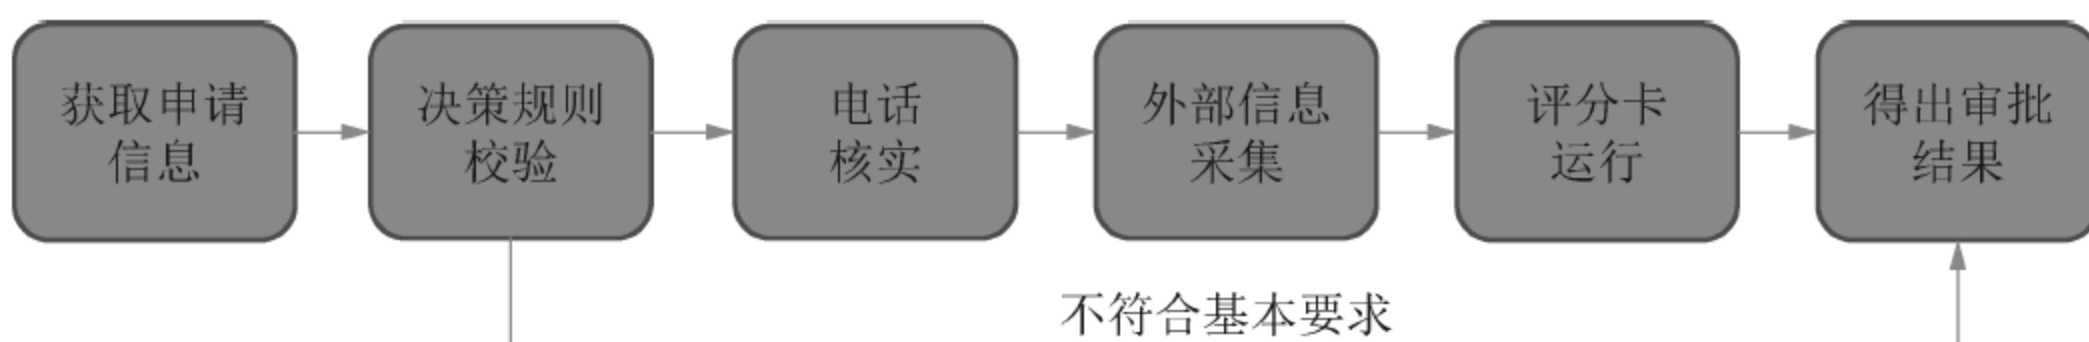 获取申请
信息
决策规则
校验
电话
核实
外部信息
采集
评分卡
运行
得出审批
结果
不符合基本要求